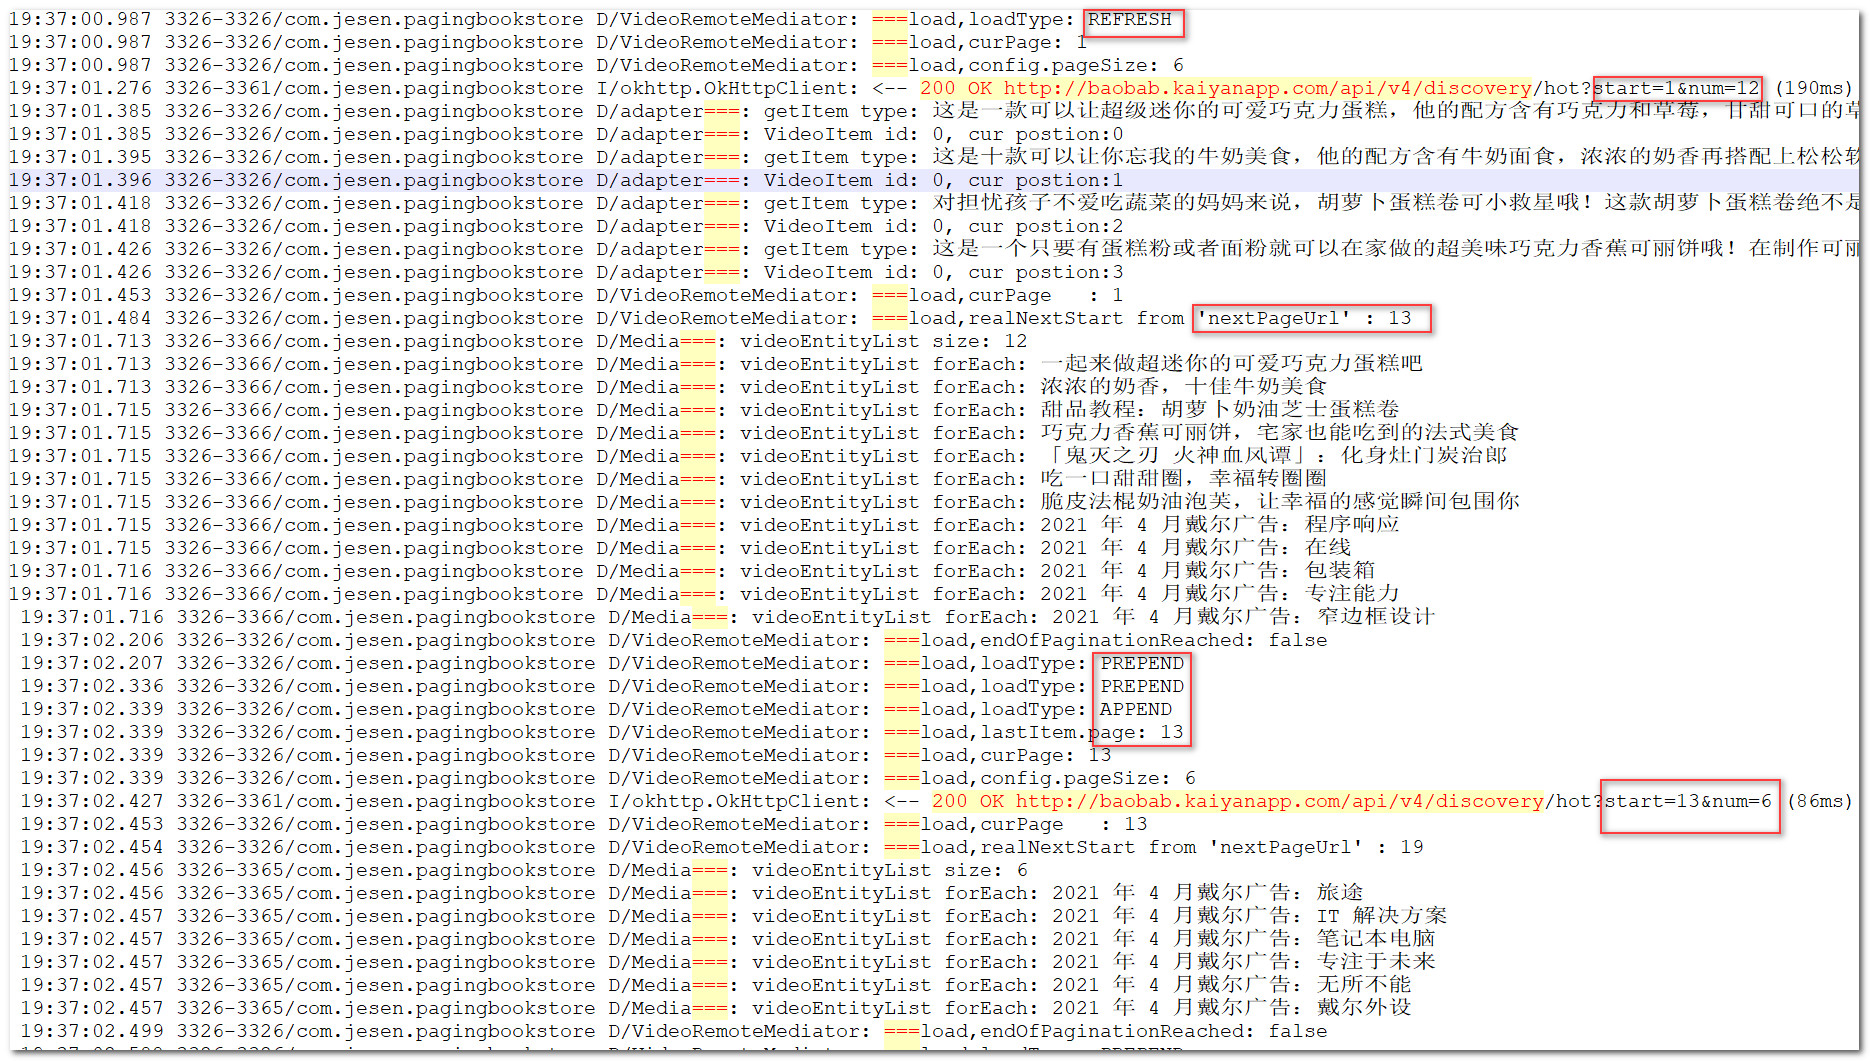 19:37:00.987 3326-3326/com.jesen.pagingbookstore D/VideoRemoteMediator: ===load,loadType: REFRESH
19:37:00.987 3326-3326/com.jesen.pagingbookstore D/VideoRemoteMediator: ===load,curPage: 1
19:37:00.987 3326-3326/com.jesen.pagingbookstore D/VideoRemoteMediator: ===load,config.pageSize: 6
19:37:01.276 3326-3361/com.jesen.pagingbookstore I/okhttp.OkHttpClient: <-- 200 OK http://baobab.kaiyanapp.com/api/v4/discovery/hot?start=1&num=12 (190ms)
19:37:01.385 3326-3326/com.jesen.pagingbookstore D/adapter===: getItem type: 这是一款可以让超级迷你的可爱巧克力蛋糕，他的配方含有巧克力和草莓，甘甜可口的草
19:37:01.385 3326-3326/com.jesen.pagingbookstore D/adapter===: VideoItem id: 0, cur postion:0
19:37:01.395 3326-3326/com.jesen.pagingbookstore D/adapter===: getItem type: 这是十款可以让你忘我的牛奶美食，他的配方含有牛奶面食，浓浓的奶香再搭配上松松软
19:37:01.396 3326-3326/com.jesen.pagingbookstore D/adapter===: VideoItem id: 0, cur postion:1
19:37:01.418 3326-3326/com.jesen.pagingbookstore D/adapter===: getItem type: 对担忧孩子不爱吃蔬菜的妈妈来说，胡萝卜蛋糕卷可小救星哦！这款胡萝卜蛋糕卷绝不是
19:37:01.418 3326-3326/com.jesen.pagingbookstore D/adapter===: VideoItem id: 0, cur postion:2
19:37:01.426 3326-3326/com.jesen.pagingbookstore D/adapter===: getItem type: 这是一个只要有蛋糕粉或者面粉就可以在家做的超美味巧克力香蕉可丽饼哦！在制作可丽
19:37:01.426 3326-3326/com.jesen.pagingbookstore D/adapter===: VideoItem id: 0, cur postion:3
19:37:01.453 3326-3326/com.jesen.pagingbookstore D/VideoRemoteMediator: ===load,curPage   : 1
19:37:01.484 3326-3326/com.jesen.pagingbookstore D/VideoRemoteMediator: ===load,realNextStart from 'nextPageUrl' : 13
19:37:01.713 3326-3366/com.jesen.pagingbookstore D/Media===: videoEntityList size: 12
19:37:01.713 3326-3366/com.jesen.pagingbookstore D/Media===: videoEntityList forEach: 一起来做超迷你的可爱巧克力蛋糕吧
19:37:01.713 3326-3366/com.jesen.pagingbookstore D/Media===: videoEntityList forEach: 浓浓的奶香，十佳牛奶美食
19:37:01.715 3326-3366/com.jesen.pagingbookstore D/Media===: videoEntityList forEach: 甜品教程：胡萝卜奶油芝士蛋糕卷
19:37:01.715 3326-3366/com.jesen.pagingbookstore D/Media===: videoEntityList forEach: 巧克力香蕉可丽饼，宅家也能吃到的法式美食
19:37:01.715 3326-3366/com.jesen.pagingbookstore D/Media===: videoEntityList forEach: 「鬼灭之刃 火神血风谭」：化身灶门炭治郎
19:37:01.715 3326-3366/com.jesen.pagingbookstore D/Media===: videoEntityList forEach: 吃一口甜甜圈，幸福转圈圈
19:37:01.715 3326-3366/com.jesen.pagingbookstore D/Media===: videoEntityList forEach: 脆皮法棍奶油泡芙，让幸福的感觉瞬间包围你
19:37:01.715 3326-3366/com.jesen.pagingbookstore D/Media===: videoEntityList forEach: 2021 年 4 月戴尔广告：程序响应
19:37:01.715 3326-3366/com.jesen.pagingbookstore D/Media===: videoEntityList forEach: 2021 年 4 月戴尔广告：在线
19:37:01.716 3326-3366/com.jesen.pagingbookstore D/Media===: videoEntityList forEach: 2021 年 4 月戴尔广告：包装箱
19:37:01.716 3326-3366/com.jesen.pagingbookstore D/Media===: videoEntityList forEach: 2021 年 4 月戴尔广告：专注能力
19:37:01.716 3326-3366/com.jesen.pagingbookstore D/Media===: videoEntityList forEach: 2021 年 4 月戴尔广告：窄边框设计
19:37:02.206 3326-3326/com.jesen.pagingbookstore D/VideoRemoteMediator: ===load,endOfPaginationReached: false
19:37:02.207 3326-3326/com.jesen.pagingbookstore D/VideoRemoteMediator: ===load,loadType: PREPEND
19:37:02.336 3326-3326/com.jesen.pagingbookstore D/VideoRemoteMediator: ===load,loadType: PREPEND
19:37:02.339 3326-3326/com.jesen.pagingbookstore D/VideoRemoteMediator: ===load,loadType: APPEND
19:37:02.339 3326-3326/com.jesen.pagingbookstore D/VideoRemoteMediator: ===load,lastItem.page: 13
19:37:02.339 3326-3326/com.jesen.pagingbookstore D/VideoRemoteMediator: ===load,curPage: 13
19:37:02.339 3326-3326/com.jesen.pagingbookstore D/VideoRemoteMediator: ===load,config.pageSize: 6
19:37:02.427 3326-3361/com.jesen.pagingbookstore I/okhttp.OkHttpClient: <-- 200 OK http://baobab.kaiyanapp.com/api/v4/discovery/hot?start=13&num=6 (86ms)
19:37:02.453 3326-3326/com.jesen.pagingbookstore D/VideoRemoteMediator: ===load,curPage   : 13
19:37:02.454 3326-3326/com.jesen.pagingbookstore D/VideoRemoteMediator: ===load,realNextStart from 'nextPageUrl' : 19
19:37:02.456 3326-3365/com.jesen.pagingbookstore D/Media===: videoEntityList size: 6
19:37:02.456 3326-3365/com.jesen.pagingbookstore D/Media===: videoEntityList forEach: 2021 年 4 月戴尔广告：旅途
19:37:02.457 3326-3365/com.jesen.pagingbookstore D/Media===: videoEntityList forEach: 2021 年 4 月戴尔广告：IT 解决方案
19:37:02.457 3326-3365/com.jesen.pagingbookstore D/Media===: videoEntityList forEach: 2021 年 4 月戴尔广告：笔记本电脑
19:37:02.457 3326-3365/com.jesen.pagingbookstore D/Media===: videoEntityList forEach: 2021 年 4 月戴尔广告：专注于未来
19:37:02.457 3326-3365/com.jesen.pagingbookstore D/Media===: videoEntityList forEach: 2021 年 4 月戴尔广告：无所不能
19:37:02.457 3326-3365/com.jesen.pagingbookstore D/Media===: videoEntityList forEach: 2021 年 4 月戴尔广告：戴尔外设
19:37:02.499 3326-3326/com.jesen.pagingbookstore D/VideoRemoteMediator: ===load,endOfPaginationReached: false